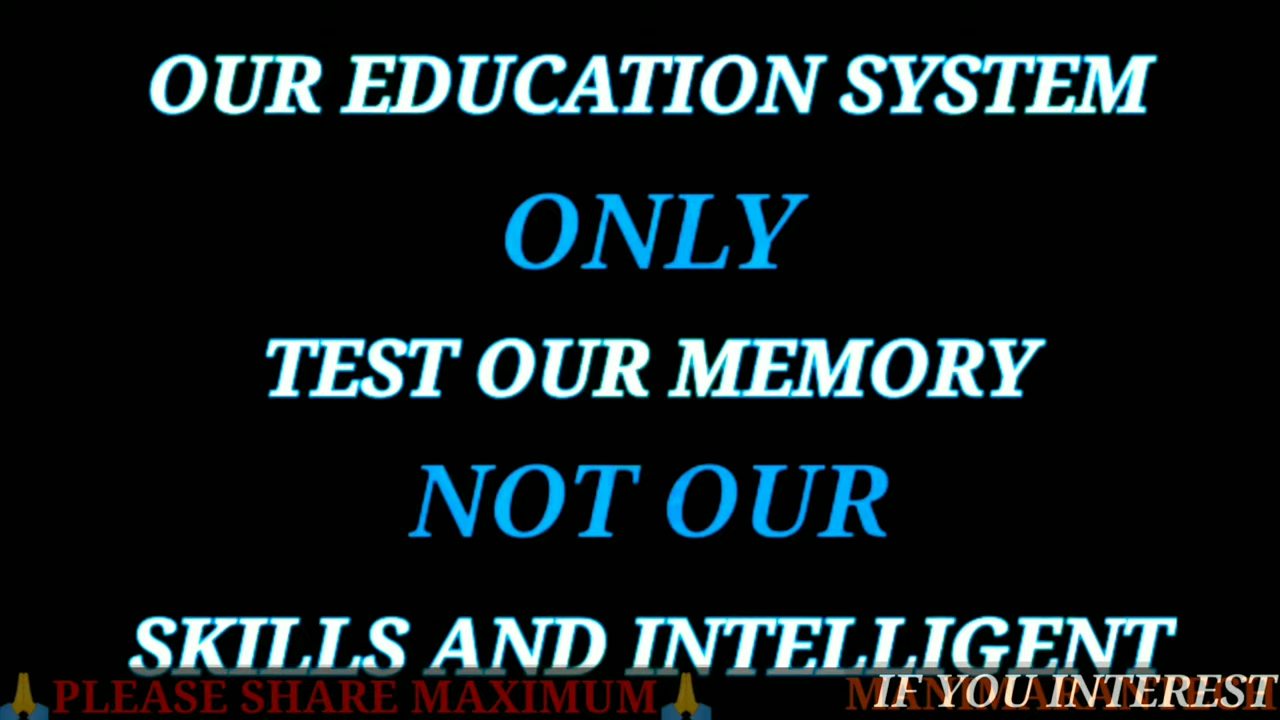 OUR EDUCATION SYSTEM
ONLY
TEST OUR MEMORY
NOT OUR
SKILLS AND INTELLIGENT
🙏PLEASE SHARE MAXIMUM🙏
IF YOU INTEREST